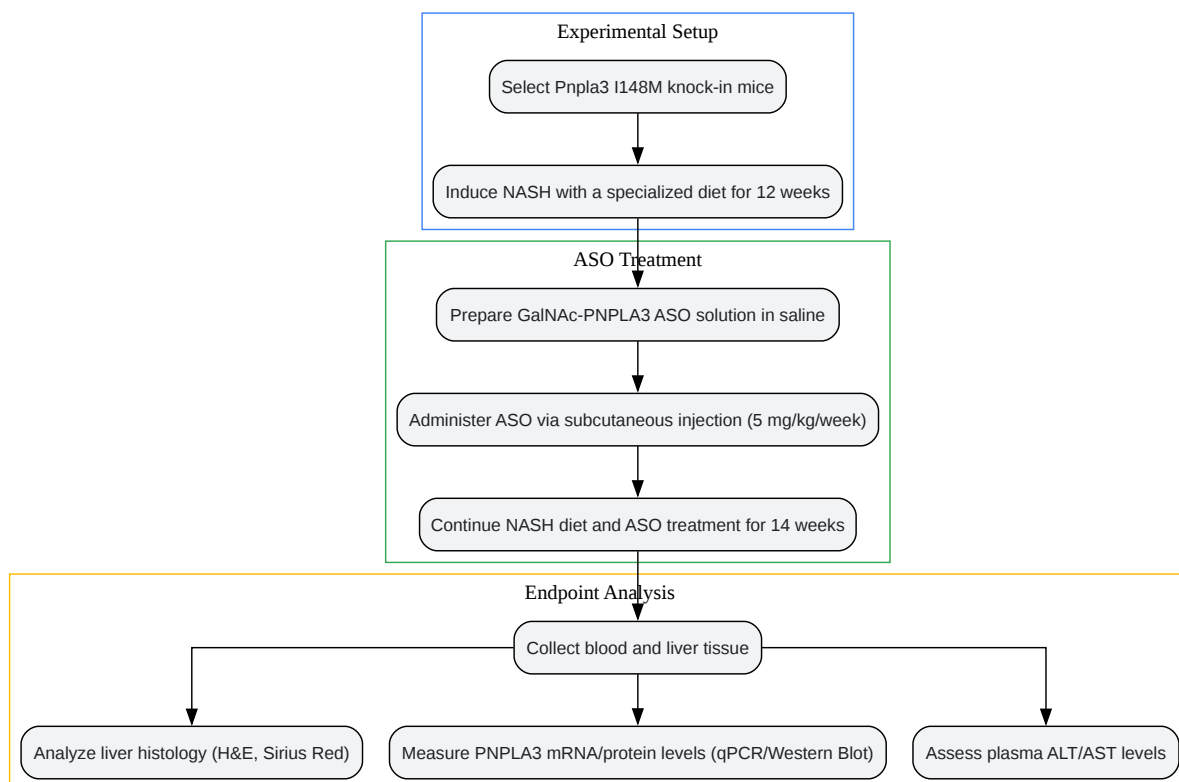 Experimental Setup
Select Pnpla3 I148M knock-in mice
Induce NASH with a specialized diet for 12 weeks
ASO Treatment
Prepare GalNAc-PNPLA3 ASO solution in saline
Administer ASO via subcutaneous injection (5 mg/kg/week)
Continue NASH diet and ASO treatment for 14 weeks
Endpoint Analysis
Collect blood and liver tissue
Analyze liver histology (H&E, Sirius Red)
Measure PNPLA3 mRNA/protein levels (qPCR/Western Blot)
Assess plasma ALT/AST levels